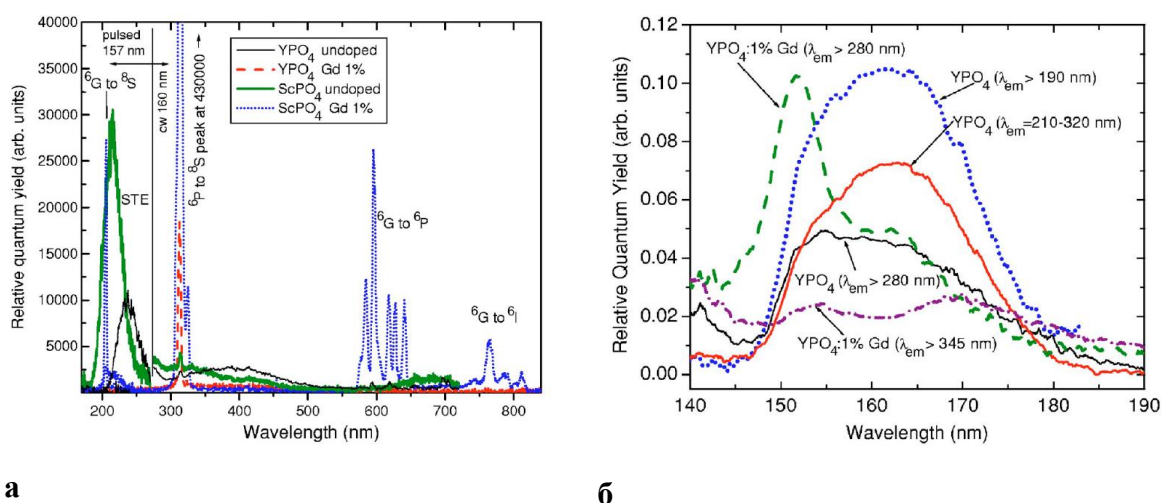 40000
35000
30000
25000
20000
15000
10000
5000
Relative quantum yield (arb. units)
pulsed
157 nm
⁶G to ⁸S
cw 160 nm
⁶P to ⁸S peak at 430000
YPO₄ undoped
YPO₄ Gd 1%
ScPO₄ undoped
ScPO₄ Gd 1%
STE
⁶G to ⁶P
⁶G to ⁶I
200 300 400 500 600 700 800
Wavelength (nm)
а
0.12
0.10
0.08
0.06
0.04
0.02
0.00
Relative Quantum Yield (arb. units)
YPO₄:1% Gd (λem > 280 nm)
YPO₄ (λem > 190 nm)
YPO₄ (λem=210-320 nm)
YPO₄ (λem > 280 nm)
YPO₄:1% Gd (λem > 345 nm)
140 150 160 170 180 190
Wavelength (nm)
б